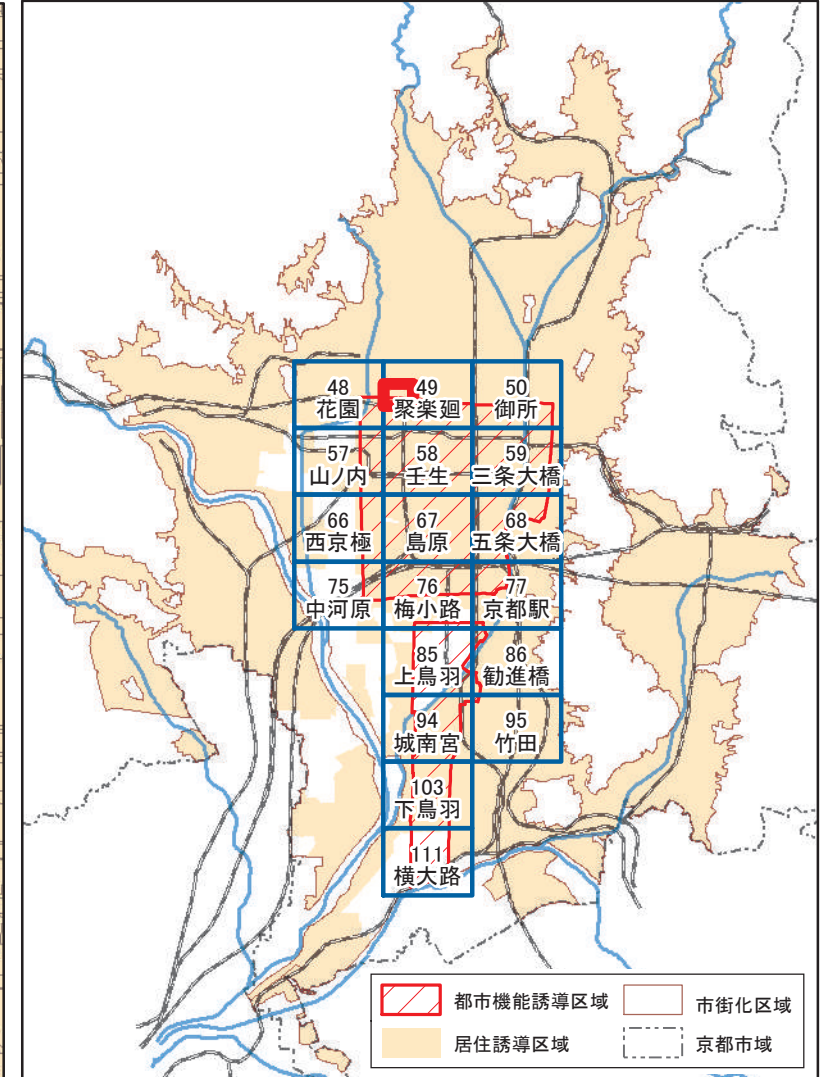 48
花園
49
聚楽廻
50
御所
57
山ノ内
58
壬生
59
三条大橋
66
西京極
67
島原
68
五条大橋
75
中河原
76
梅小路
77
京都駅
85
上鳥羽
86
勧進橋
94
城南宮
95
竹田
103
下鳥羽
111
横大路
都市機能誘導区域
市街化区域
居住誘導区域
京都市域